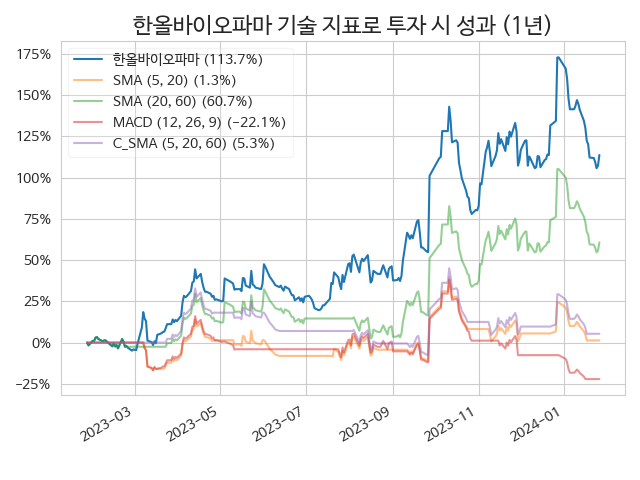 한올바이오파마 기술 지표로 투자 시 성과 (1년)
한올바이오파마 (113.7%)
SMA (5, 20) (1.3%)
SMA (20, 60) (60.7%)
MACD (12, 26, 9) (−22.1%)
C_SMA (5, 20, 60) (5.3%)
175%
150%
125%
100%
75%
50%
25%
0%
−25%
2023−03
2023−05
2023−07
2023−09
2023−11
2024−01